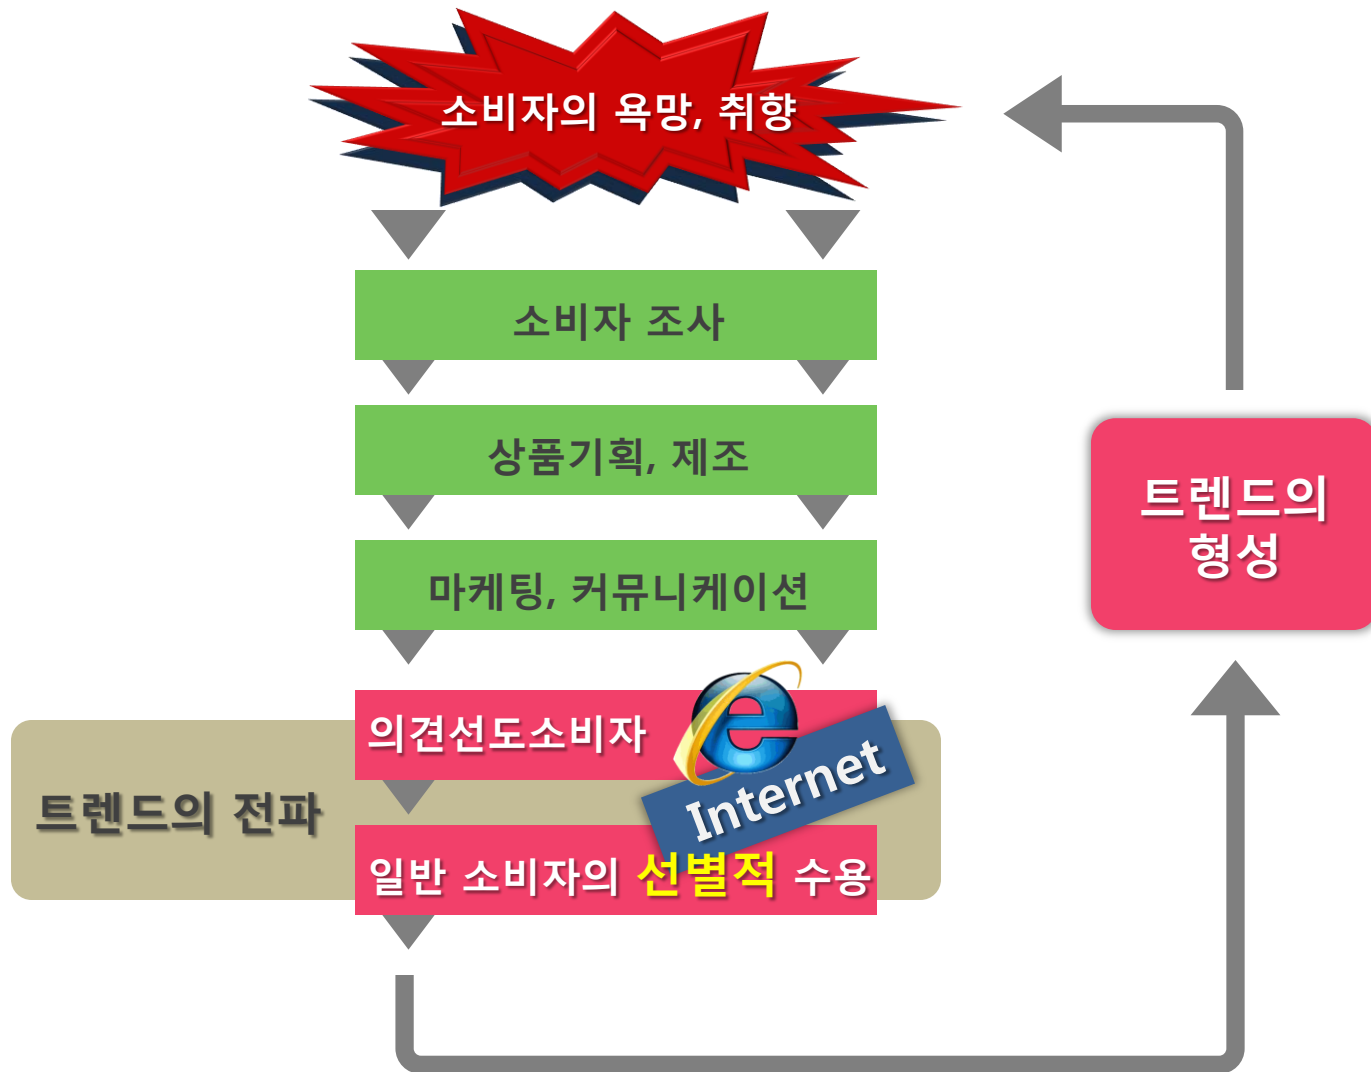 소비자의 욕망, 취향
소비자 조사
상품기획, 제조
마케팅, 커뮤니케이션
의견선도소비자
Internet
트렌드의 전파
일반 소비자의 선별적 수용
트렌드의
형성